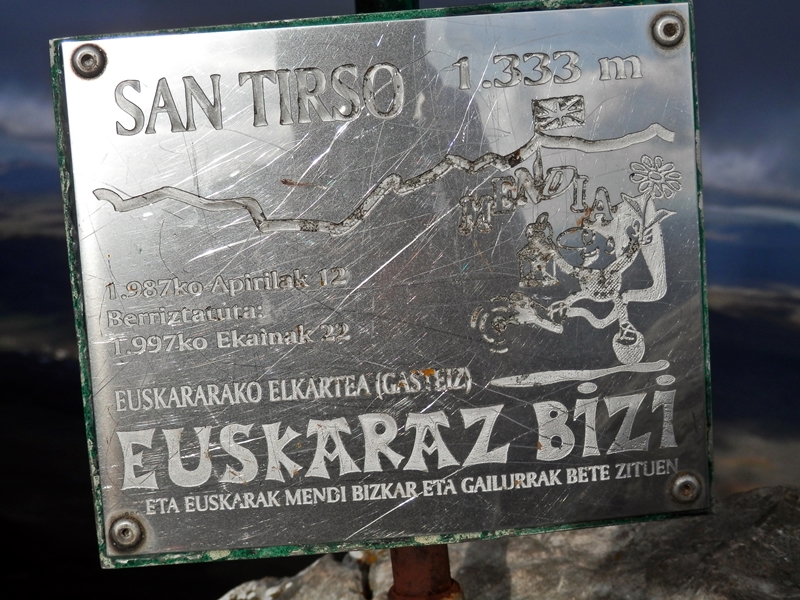 SAN TIRSO 1.333 m
MENDIA
1.987ko Apirilak 12
Berriztatuta:
1.997ko Ekainak 22
EUSKARARAKO ELKARTEA (GASTEIZ)
EUSKARAZ BIZI
ETA EUSKARAK MENDI BIZKAR ETA GAILURRAK BETE ZITUEN